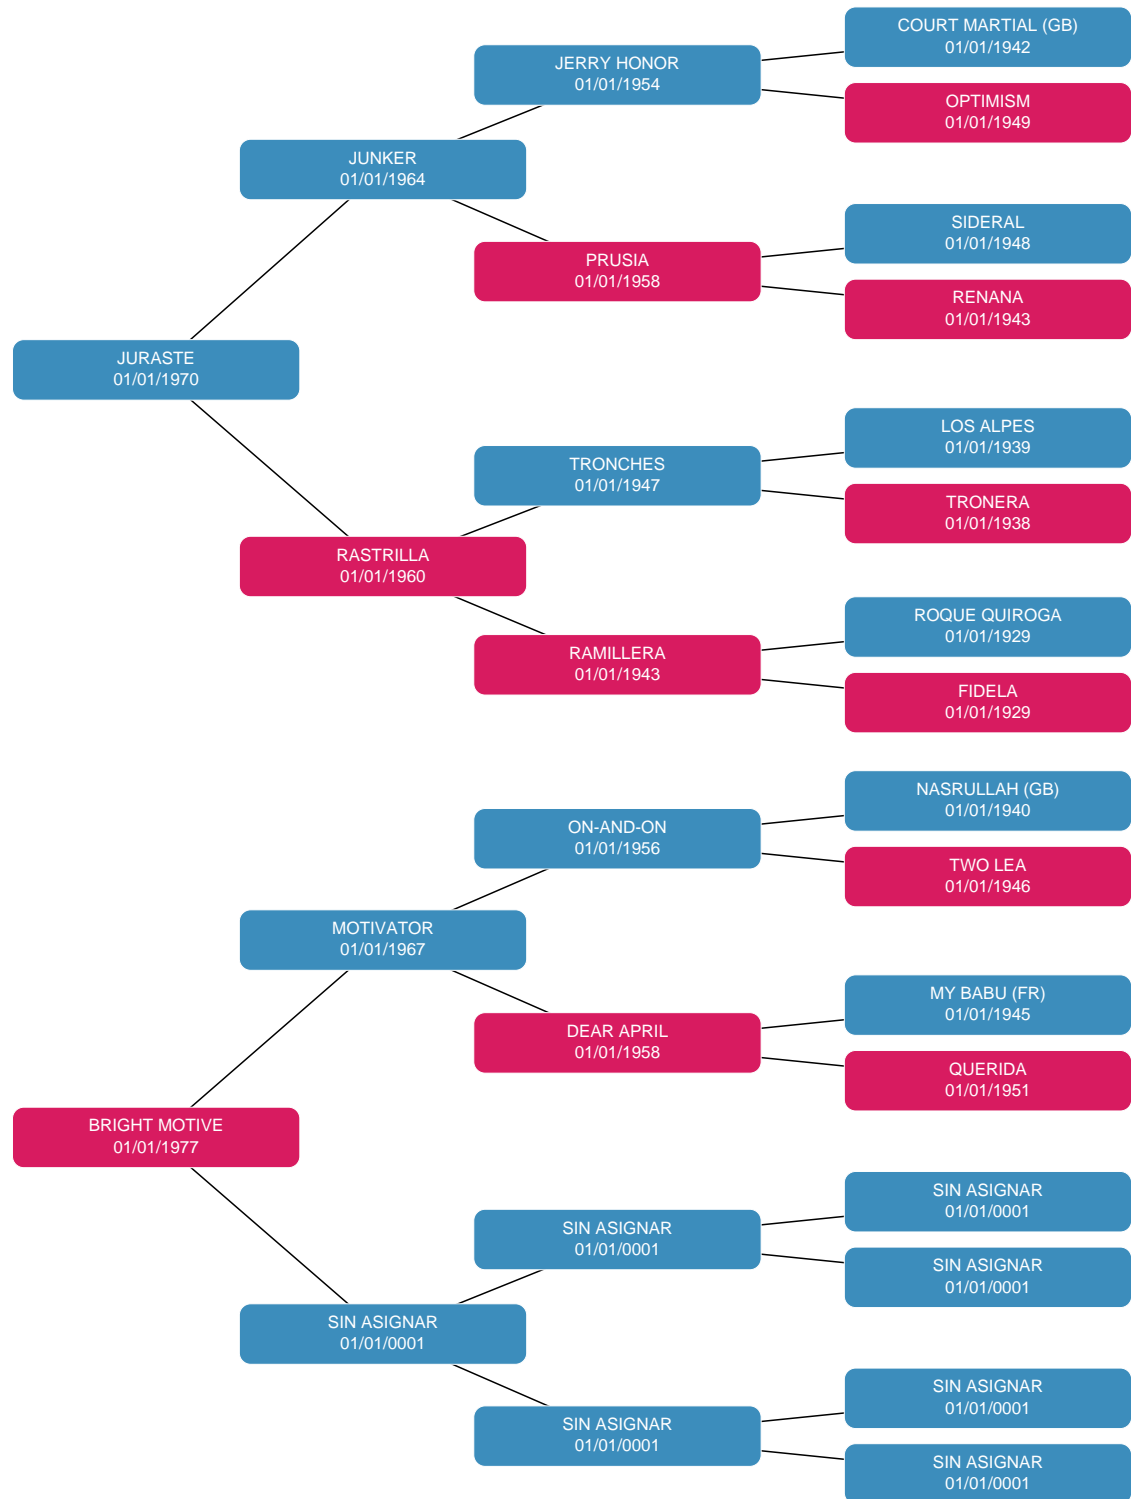 COURT MARTIAL (GB)
01/01/1942
JERRY HONOR
01/01/1954
OPTIMISM
01/01/1949
JUNKER
01/01/1964
SIDERAL
01/01/1948
PRUSIA
01/01/1958
RENANA
01/01/1943
JURASTE
01/01/1970
LOS ALPES
01/01/1939
TRONCHES
01/01/1947
TRONERA
01/01/1938
RASTRILLA
01/01/1960
ROQUE QUIROGA
01/01/1929
RAMILLERA
01/01/1943
FIDELA
01/01/1929
NASRULLAH (GB)
01/01/1940
ON-AND-ON
01/01/1956
TWO LEA
01/01/1946
MOTIVATOR
01/01/1967
MY BABU (FR)
01/01/1945
DEAR APRIL
01/01/1958
QUERIDA
01/01/1951
BRIGHT MOTIVE
01/01/1977
SIN ASIGNAR
01/01/0001
SIN ASIGNAR
01/01/0001
SIN ASIGNAR
01/01/0001
SIN ASIGNAR
01/01/0001
SIN ASIGNAR
01/01/0001
SIN ASIGNAR
01/01/0001
SIN ASIGNAR
01/01/0001